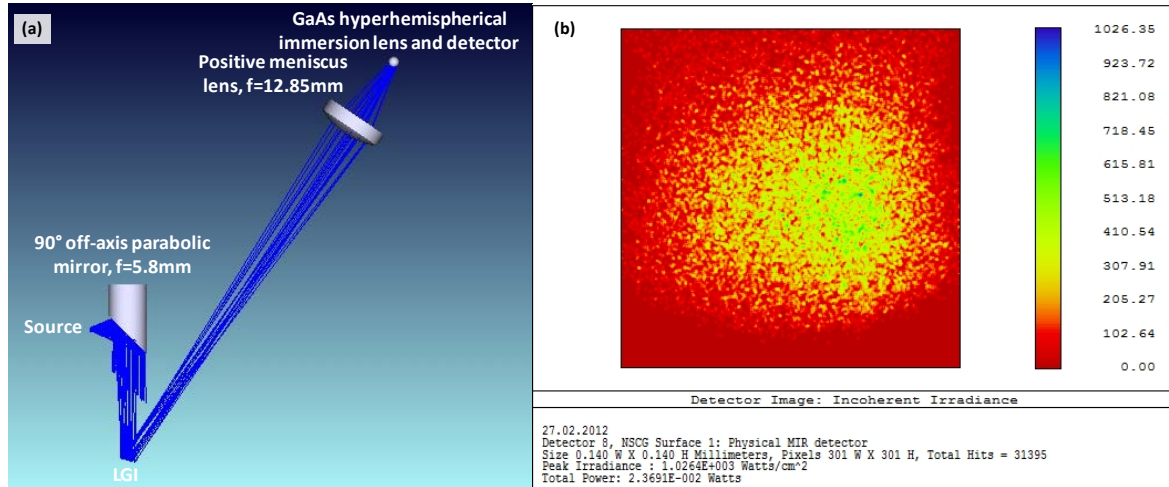 (a)
GaAs hyperhemispherical
immersion lens and detector
Positive meniscus
lens, f=12.85mm
90° off-axis parabolic
mirror, f=5.8mm
Source
LGI
(b)
1026.35
923.72
821.08
718.45
615.81
513.18
410.54
307.91
205.27
102.64
0.00
Detector Image: Incoherent Irradiance
27.02.2012
Detector 8, NSCG Surface 1: Physical MIR detector
Size 0.140 W X 0.140 H Millimeters, Pixels 301 W X 301 H, Total Hits = 31395
Peak Irradiance : 1.0264E+003 Watts/cm^2
Total Power: 2.3691E-002 Watts